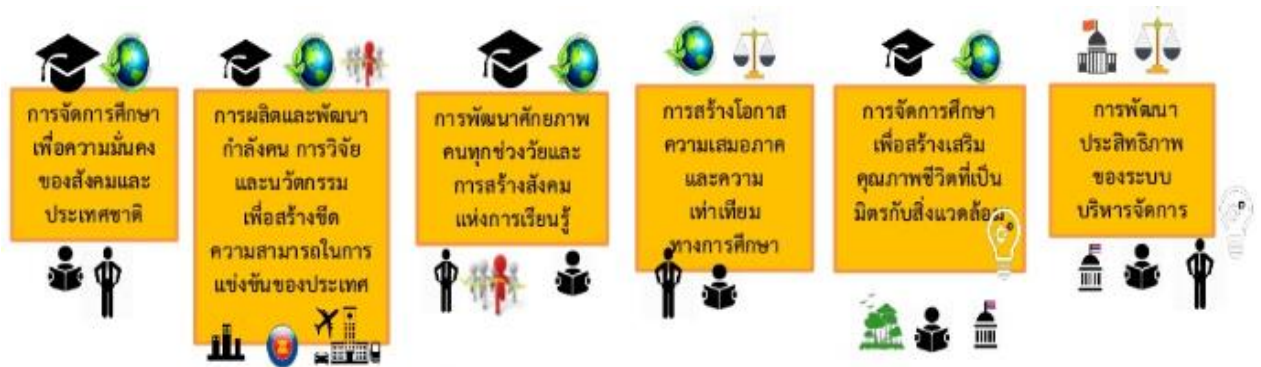 การจัดการศึกษา
เพื่อความมั่นคง
ของสังคมและ
ประเทศชาติ
การผลิตและพัฒนา
กำลังคน การวิจัย
และนวัตกรรม
เพื่อสร้างขีด
ความสามารถในการ
แข่งขันของประเทศ
การพัฒนาศักยภาพ
คนทุกช่วงวัยและ
การสร้างสังคม
แห่งการเรียนรู้
การสร้างโอกาส
ความเสมอภาค
และความ
เท่าเทียม
ทางการศึกษา
การจัดการศึกษา
เพื่อสร้างเสริม
คุณภาพชีวิตที่เป็น
มิตรกับสิ่งแวดล้อม
การพัฒนา
ประสิทธิภาพ
ของระบบ
บริหารจัดการ